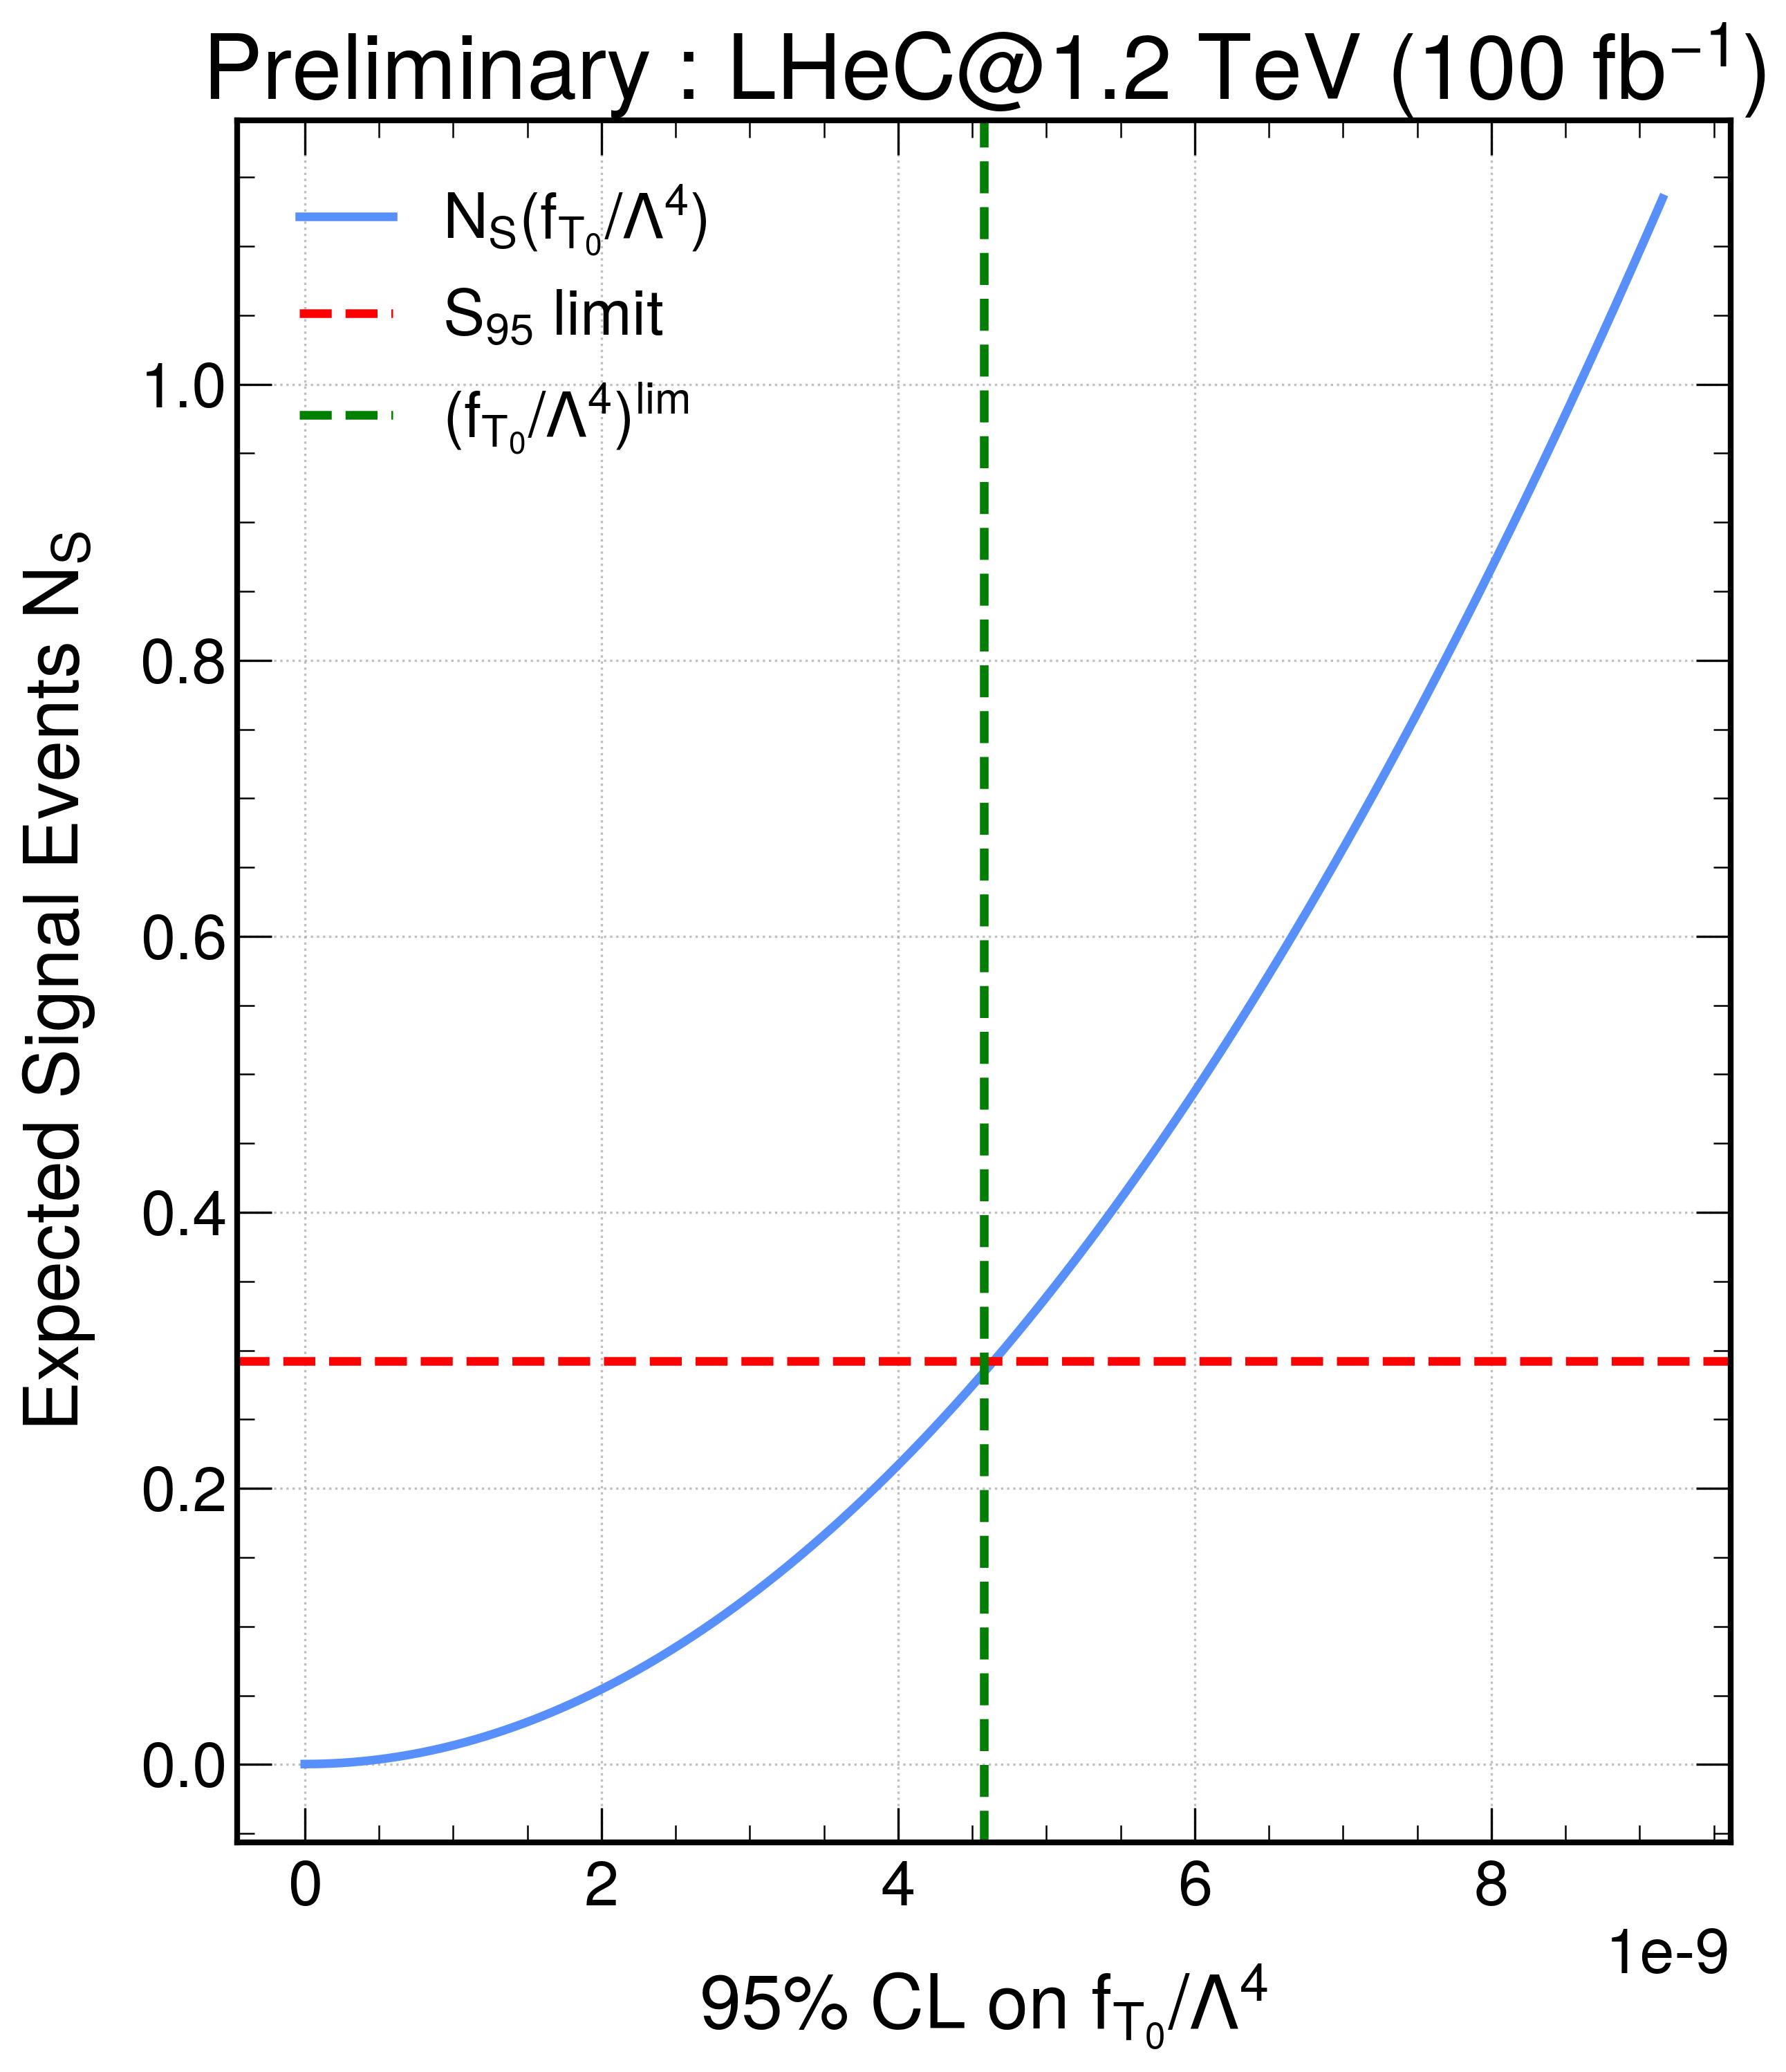 Preliminary : LHeC@1.2 TeV (100 fb⁻¹)
N_S(f_T₀/Λ⁴)
S₉₅ limit
(f_T₀/Λ⁴)^lim
Expected Signal Events N_S
1.0
0.8
0.6
0.4
0.2
0.0
0 2 4 6 8
1e-9
95% CL on f_T₀/Λ⁴